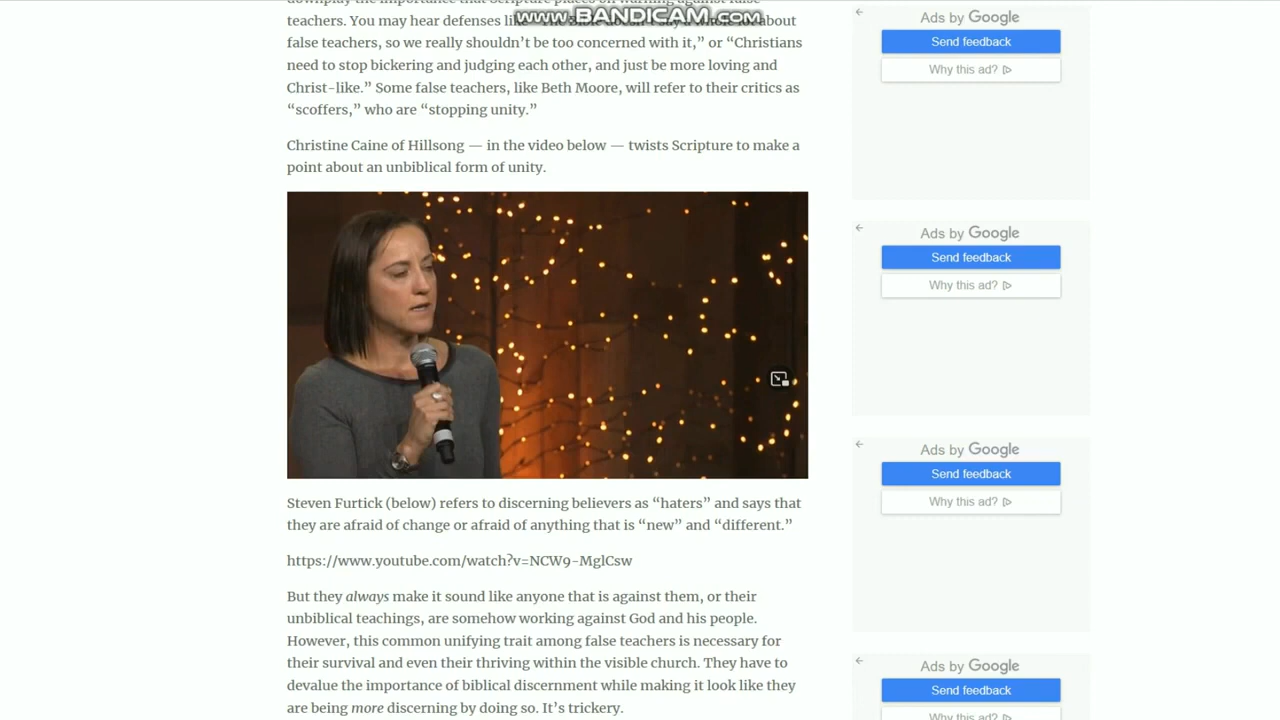 www.BANDICAM.com
teachers. You may hear defenses like “The Bible doesn’t say a whole lot about
false teachers, so we really shouldn’t be too concerned with it,” or “Christians
need to stop bickering and judging each other, and just be more loving and
Christ-like.” Some false teachers, like Beth Moore, will refer to their critics as
“scoffers,” who are “stopping unity.”
Christine Caine of Hillsong — in the video below — twists Scripture to make a
point about an unbiblical form of unity.
Steven Furtick (below) refers to discerning believers as “haters” and says that
they are afraid of change or afraid of anything that is “new” and “different.”
https://www.youtube.com/watch?v=NCW9-MglCsw
But they always make it sound like anyone that is against them, or their
unbiblical teachings, are somehow working against God and his people.
However, this common unifying trait among false teachers is necessary for
their survival and even their thriving within the visible church. They have to
devalue the importance of biblical discernment while making it look like they
are being more discerning by doing so. It’s trickery.
Ads by Google
Send feedback
Why this ad?
Ads by Google
Send feedback
Why this ad?
Ads by Google
Send feedback
Why this ad?
Ads by Google
Send feedback
Why this ad?